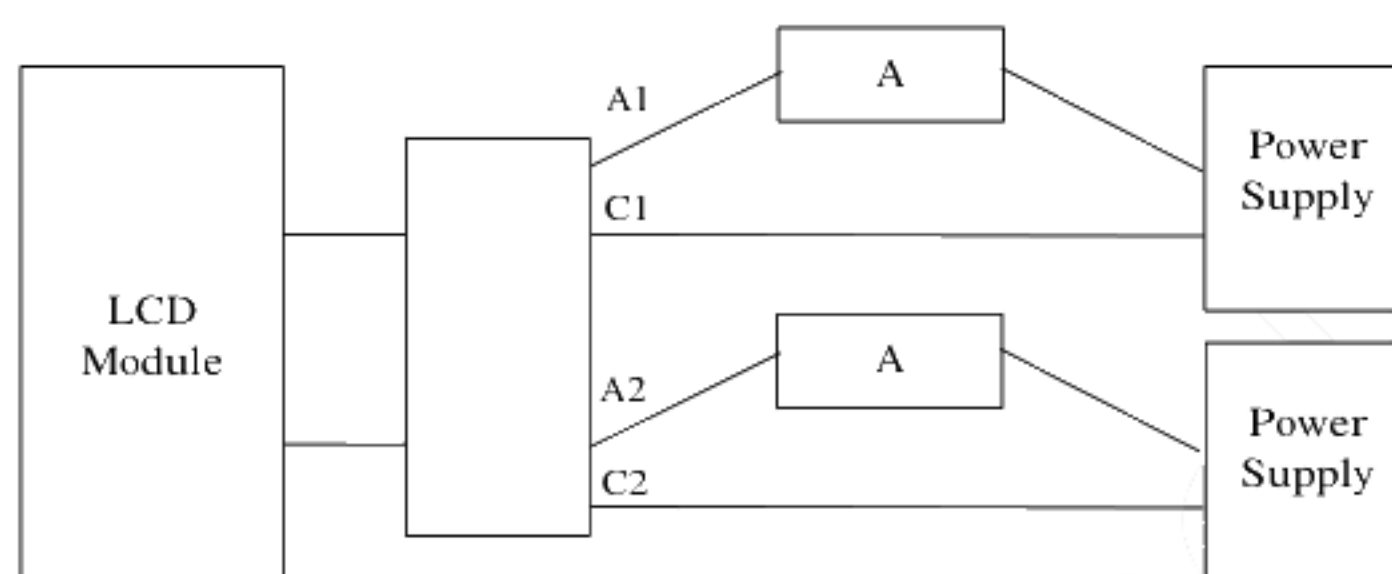 A1
A
Power
Supply
C1
LCD
Module
A2
A
Power
Supply
C2